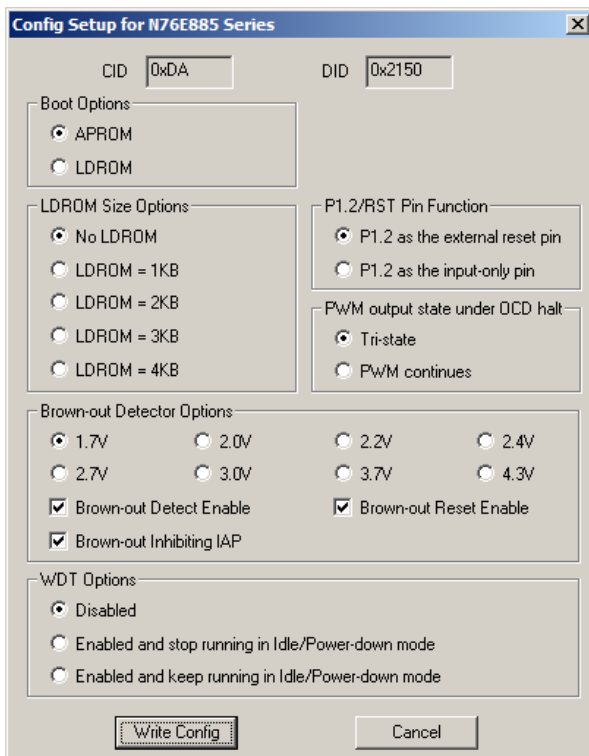 Config Setup for N76E885 Series
CID 0xDA DID 0x2150
Boot Options
APROM
LDROM
LDROM Size Options
No LDROM
LDROM = 1KB
LDROM = 2KB
LDROM = 3KB
LDROM = 4KB
P1.2/RST Pin Function
P1.2 as the external reset pin
P1.2 as the input-only pin
PWM output state under OCD halt
Tri-state
PWM continues
Brown-out Detector Options
1.7V 2.0V 2.2V 2.4V
2.7V 3.0V 3.7V 4.3V
Brown-out Detect Enable Brown-out Reset Enable
Brown-out Inhibiting IAP
WDT Options
Disabled
Enabled and stop running in Idle/Power-down mode
Enabled and keep running in Idle/Power-down mode
Write Config Cancel